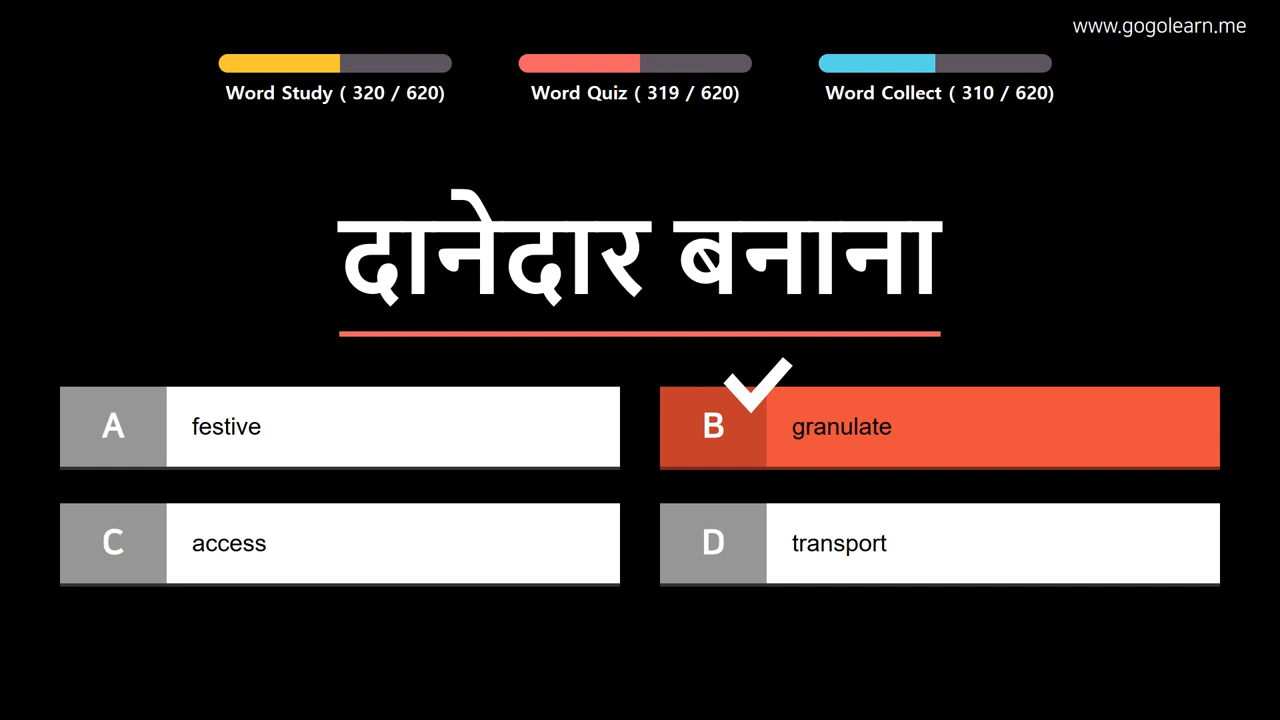 www.gogolearn.me
Word Study ( 320 / 620)
Word Quiz ( 319 / 620)
Word Collect ( 310 / 620)
दानेदार बनाना
A festive
B granulate
C access
D transport